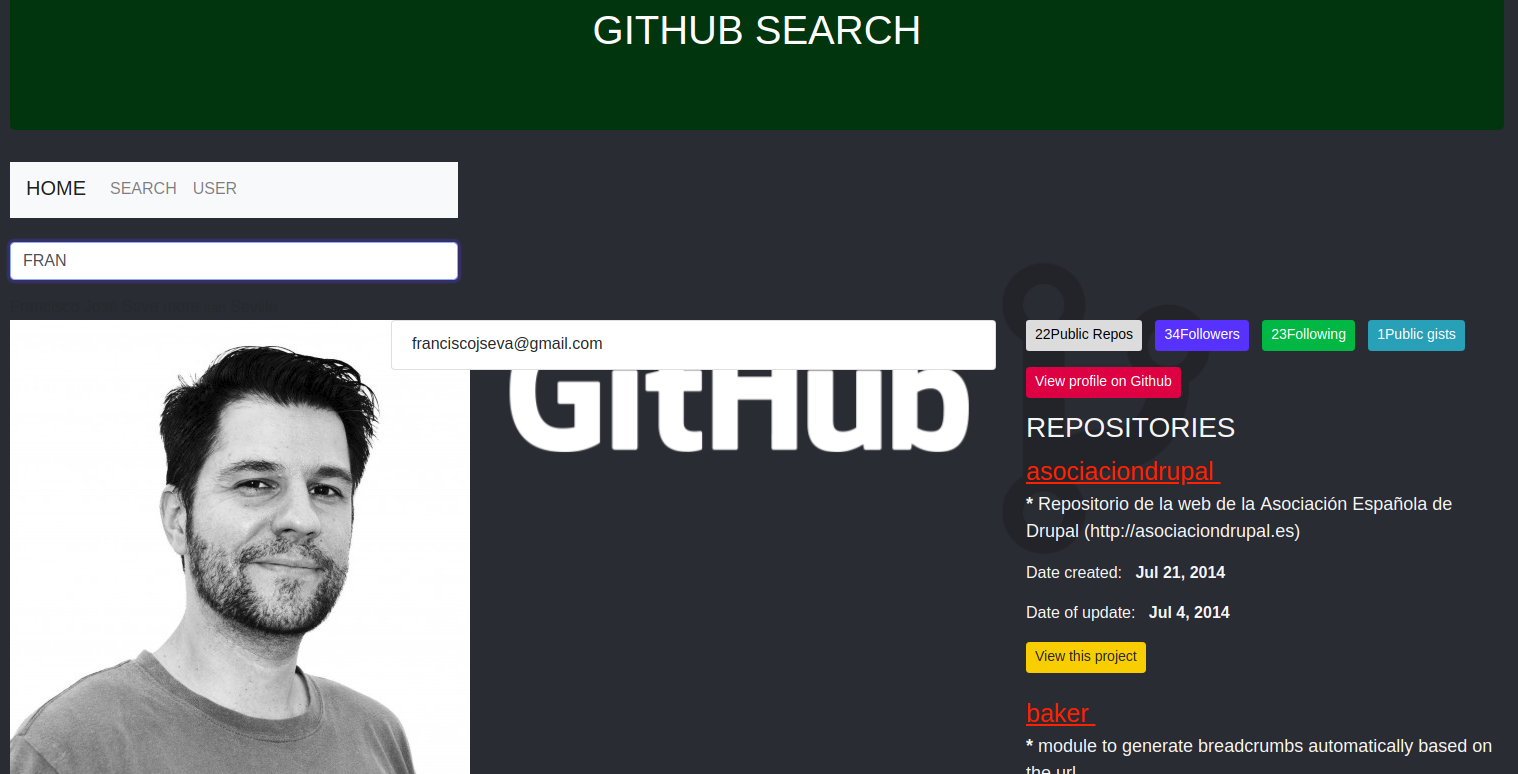 GITHUB SEARCH
HOME SEARCH USER
FRAN
franciscojseva@gmail.com
GitHub
22Public Repos 34Followers 23Following 1Public gists
View profile on Github
REPOSITORIES
asociaciondrupal
* Repositorio de la web de la Asociación Española de
Drupal (http://asociaciondrupal.es)
Date created: Jul 21, 2014
Date of update: Jul 4, 2014
View this project
baker
* module to generate breadcrumbs automatically based on
the url